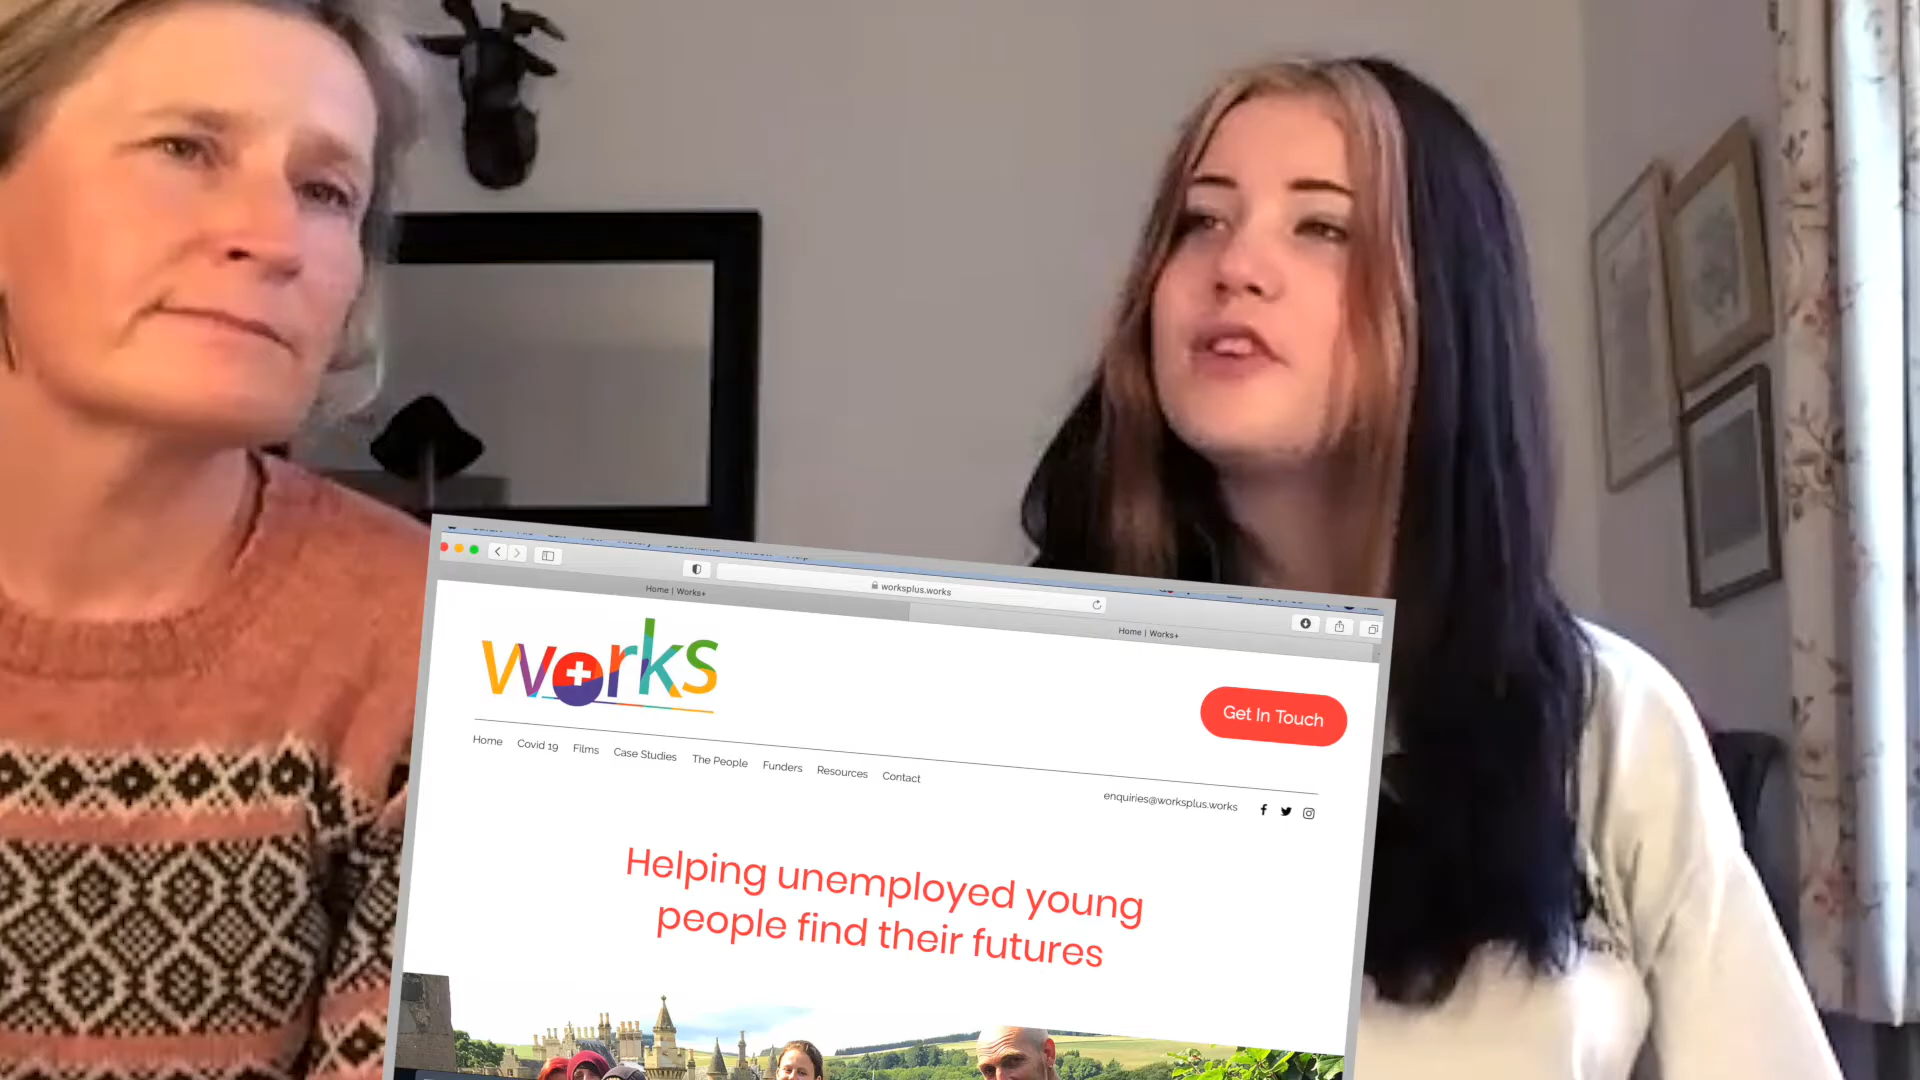 worksplus.works
Home | Works+
Home | Works+
works
+
Get In Touch
Home Covid 19 Films Case Studies The People Funders Resources Contact
enquiries@worksplus.works
Helping unemployed young
people find their futures